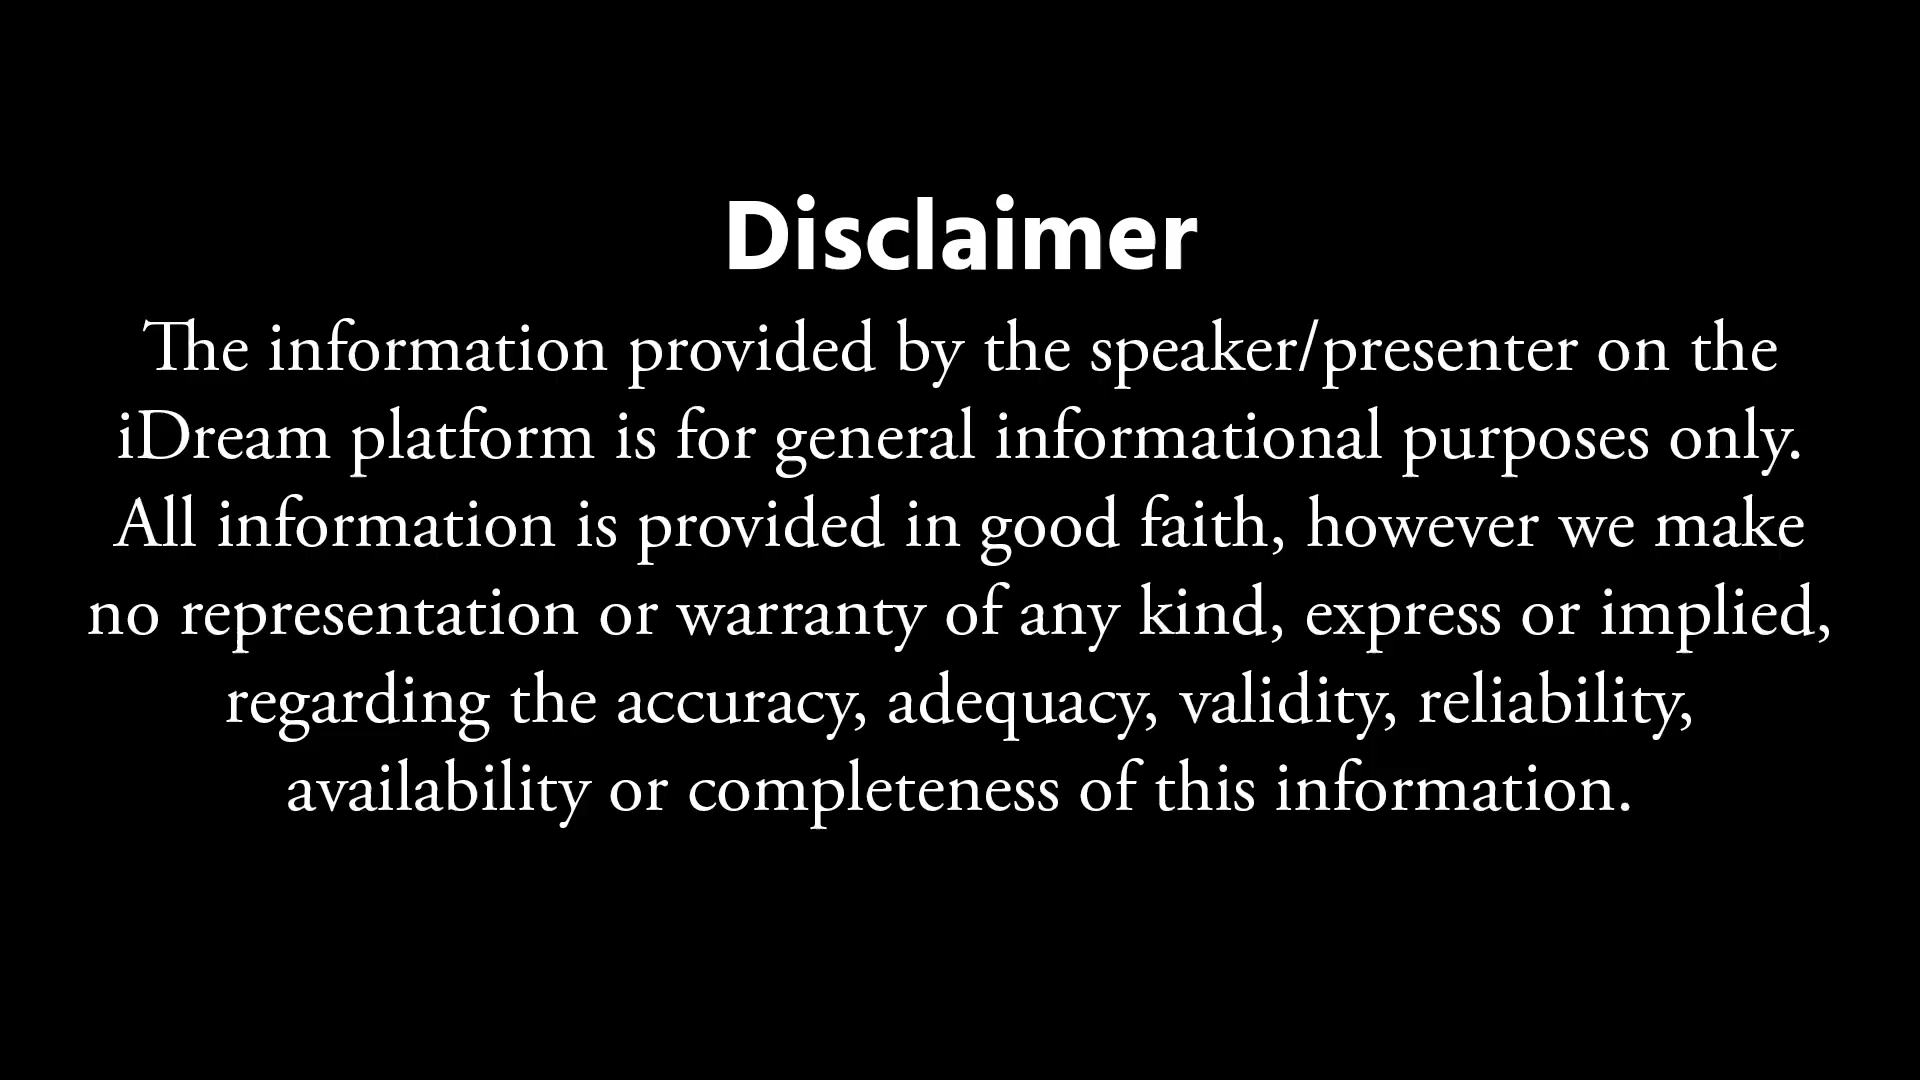 Disclaimer
The information provided by the speaker/presenter on the
iDream platform is for general informational purposes only.
All information is provided in good faith, however we make
no representation or warranty of any kind, express or implied,
regarding the accuracy, adequacy, validity, reliability,
availability or completeness of this information.